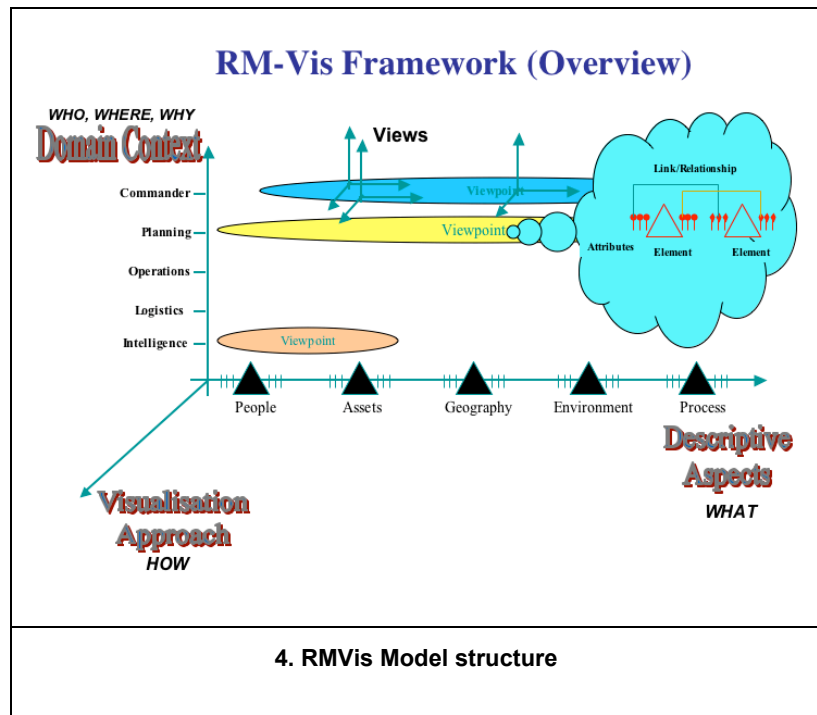 RM-Vis Framework (Overview)
WHO, WHERE, WHY
Domain Context
Views
Link/Relationship
Commander
Viewpoint
Planning
Viewpoint
Attributes
Element
Element
Operations
Logistics
Intelligence
Viewpoint
People
Assets
Geography
Environment
Process
Descriptive
Aspects
WHAT
Visualisation
Approach
HOW
4. RMVis Model structure